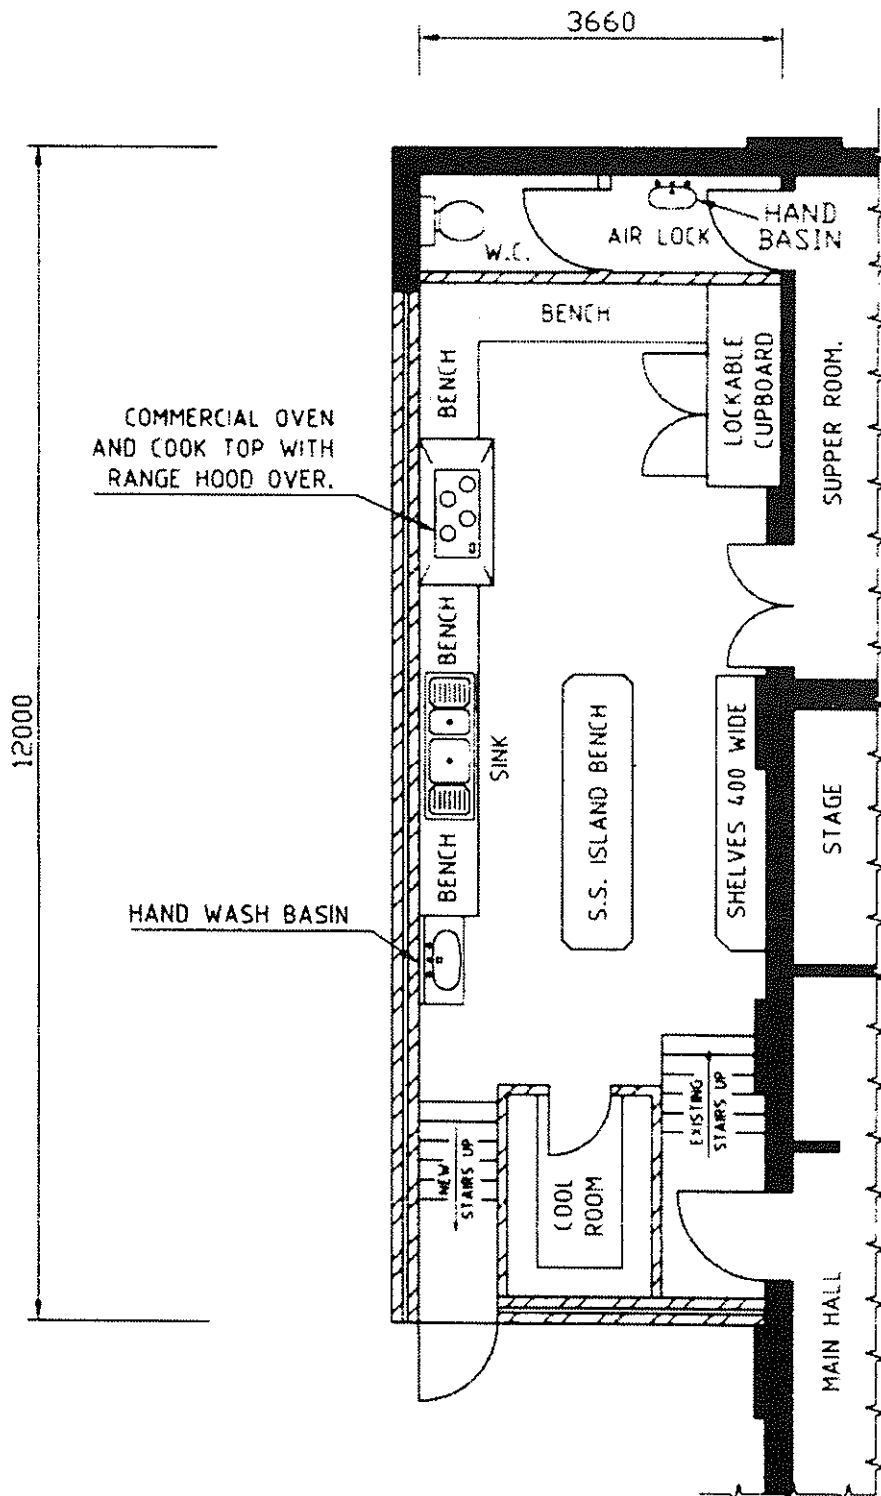 3660
HAND
BASIN
AIR LOCK
W.C.
BENCH
BENCH
LOCKABLE
CUPBOARD
SUPPER ROOM.
COMMERCIAL OVEN
AND COOK TOP WITH
RANGE HOOD OVER.
BENCH
12000
SINK
S.S. ISLAND BENCH
SHELVES 400 WIDE
STAGE
BENCH
HAND WASH BASIN
NEW
STAIRS UP
EXISTING
STAIRS UP
COOL
ROOM
MAIN HALL